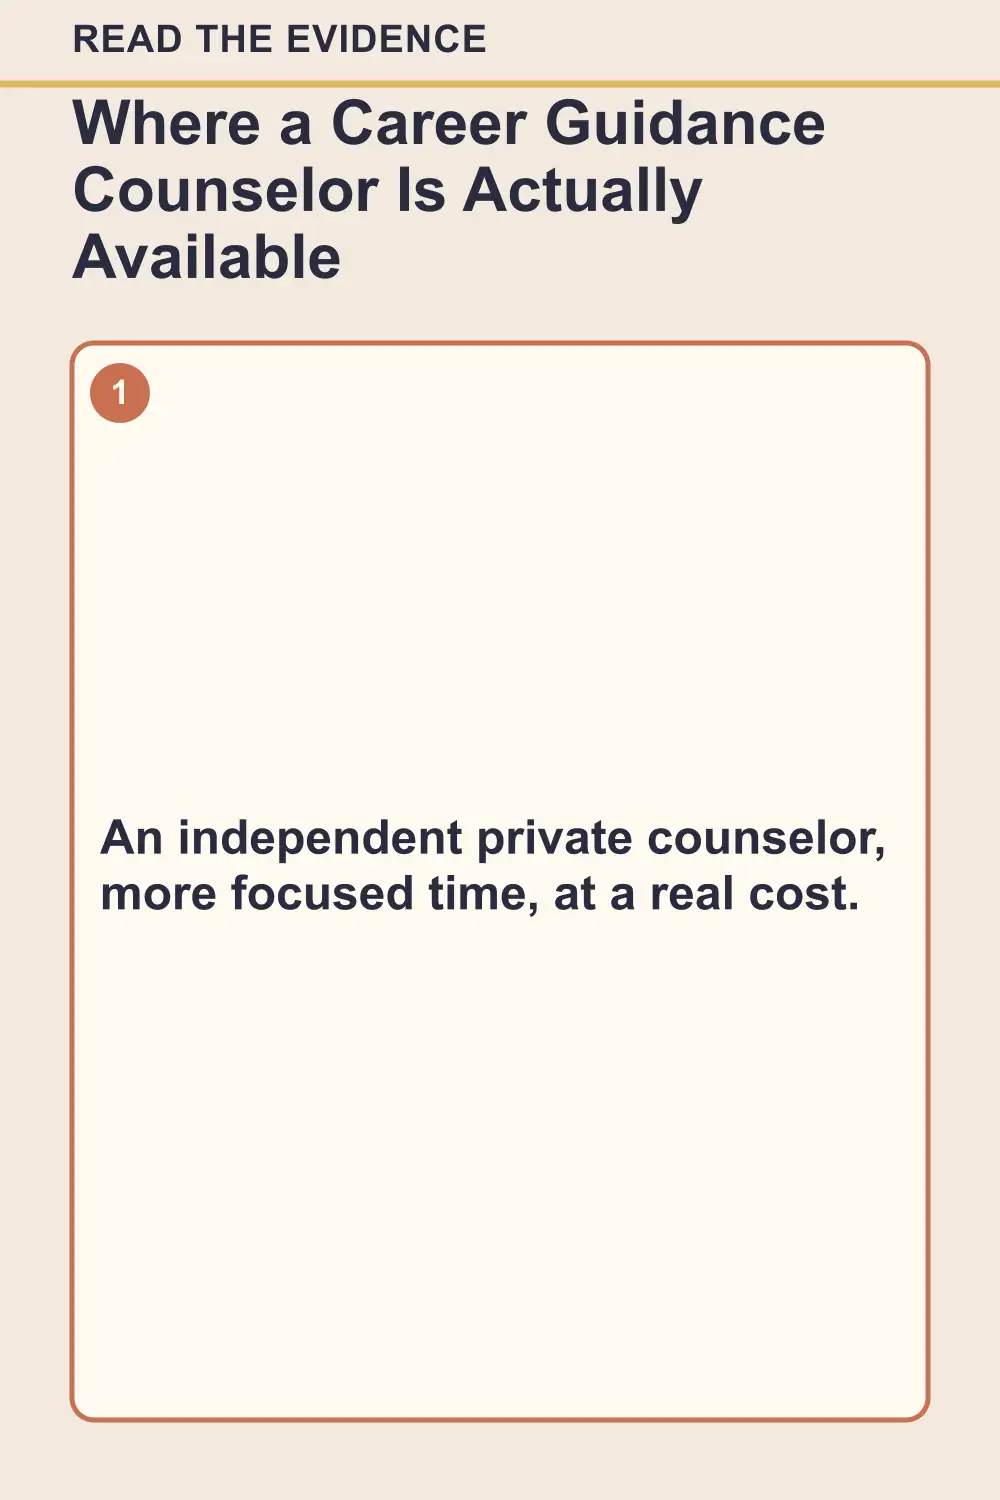 READ THE EVIDENCE
Where a Career Guidance
Counselor Is Actually
Available
1
An independent private counselor,
more focused time, at a real cost.